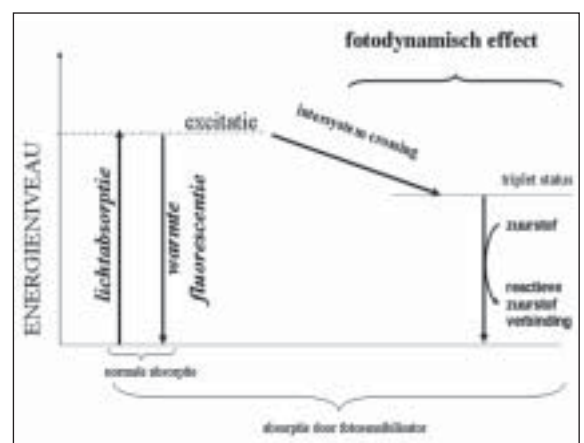 fotodynamisch effect
excitatie
intersystem crossing
triplet status
ENERGIENIVEAU
lichtabsorptie
warmte
fluorescentie
zuurstof
reactieve
zuurstof
verbinding
normale absorptie
absorptie door fotosensibilisator